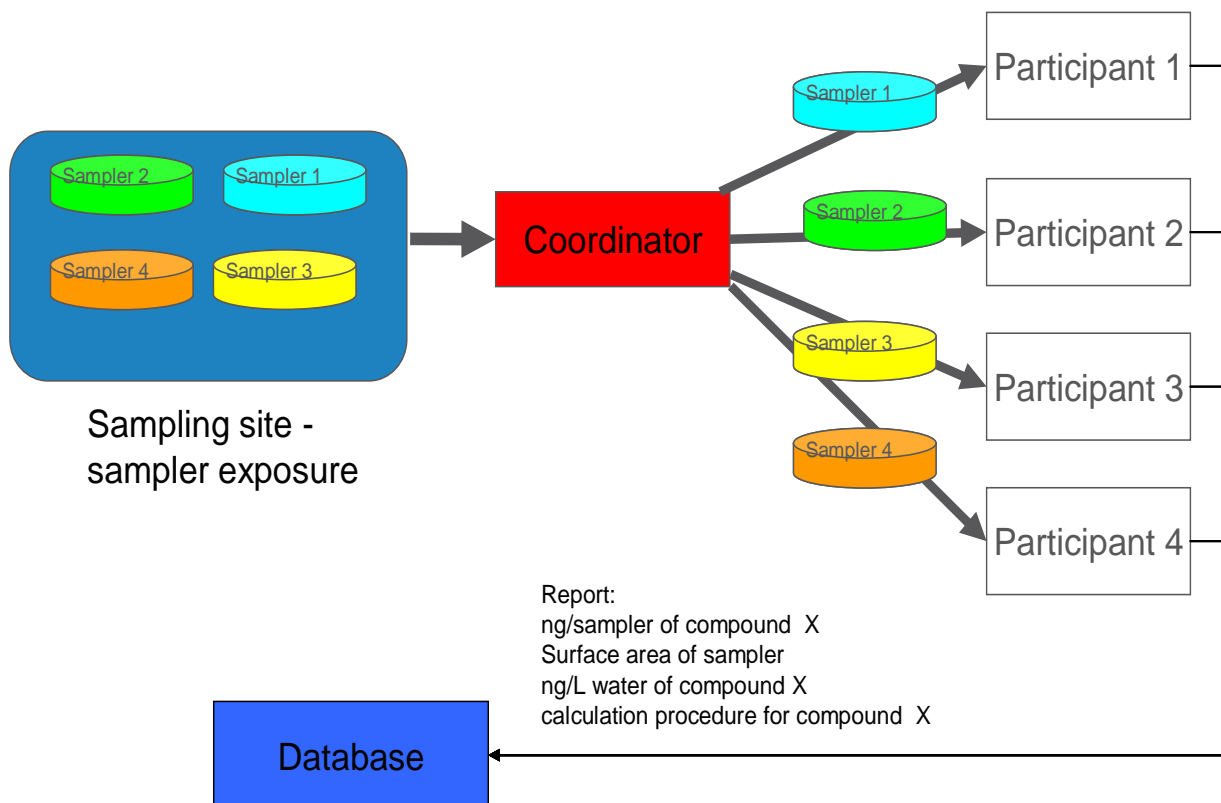 Sampler 2
Sampler 1
Sampler 4
Sampler 3
Sampling site -
sampler exposure
Coordinator
Sampler 1
Sampler 2
Sampler 3
Sampler 4
Participant 1
Participant 2
Participant 3
Participant 4
Report:
ng/sampler of compound  X
Surface area of sampler
ng/L water of compound X
calculation procedure for compound  X
Database